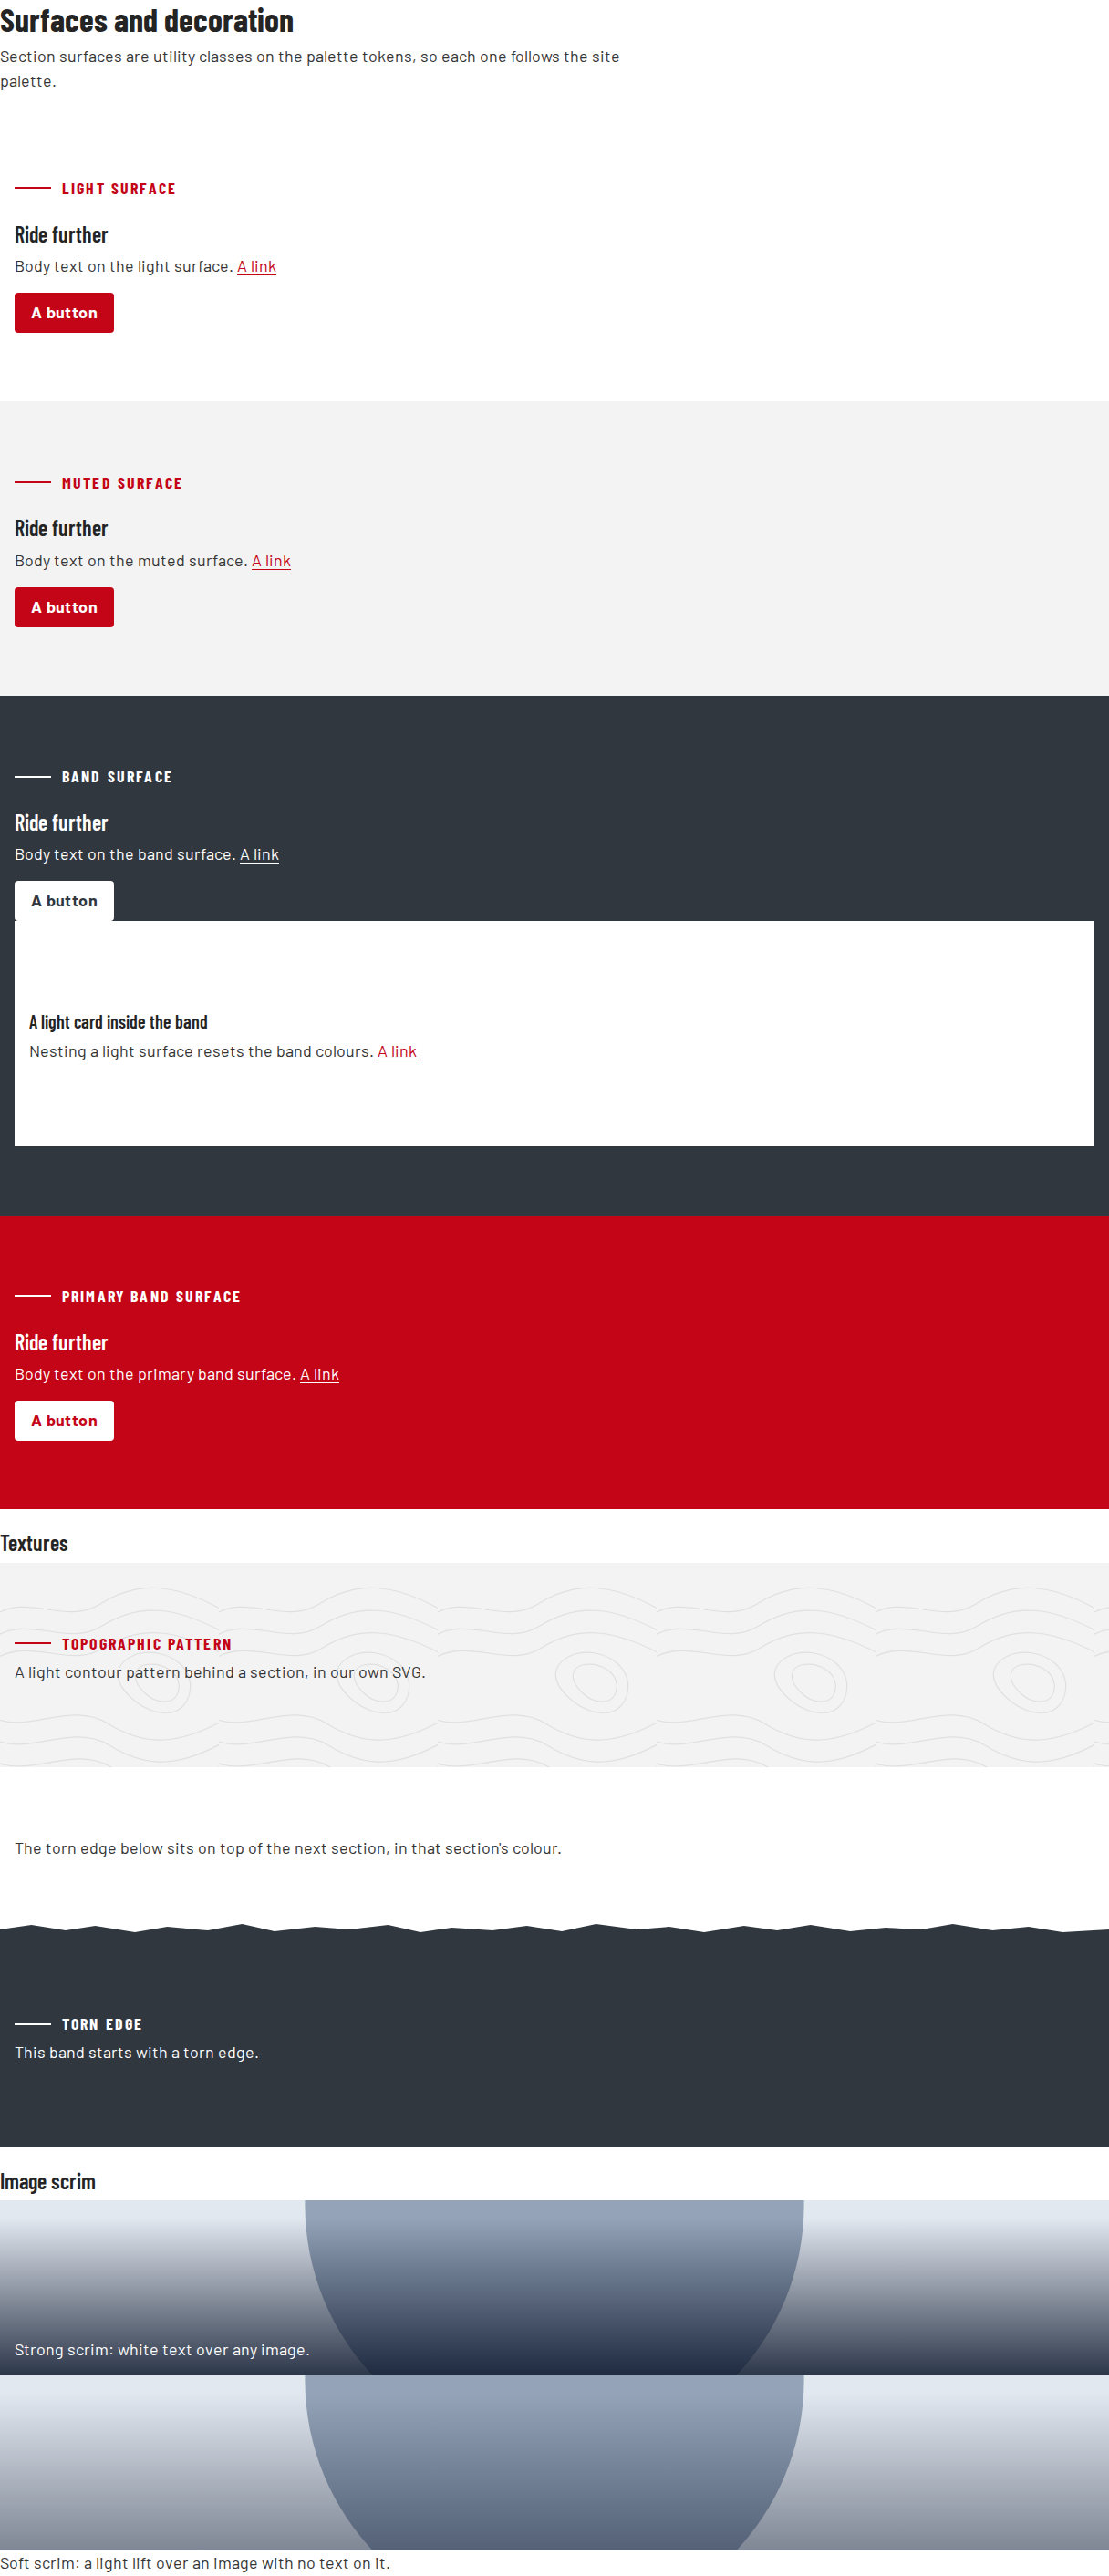 Surfaces and decoration
Section surfaces are utility classes on the palette tokens, so each one follows the site
palette.
LIGHT SURFACE
Ride further
Body text on the light surface. A link
A button
MUTED SURFACE
Ride further
Body text on the muted surface. A link
A button
BAND SURFACE
Ride further
Body text on the band surface. A link
A button
A light card inside the band
Nesting a light surface resets the band colours. A link
PRIMARY BAND SURFACE
Ride further
Body text on the primary band surface. A link
A button
Textures
TOPOGRAPHIC PATTERN
A light contour pattern behind a section, in our own SVG.
The torn edge below sits on top of the next section, in that section's colour.
TORN EDGE
This band starts with a torn edge.
Image scrim
Strong scrim: white text over any image.
Soft scrim: a light lift over an image with no text on it.